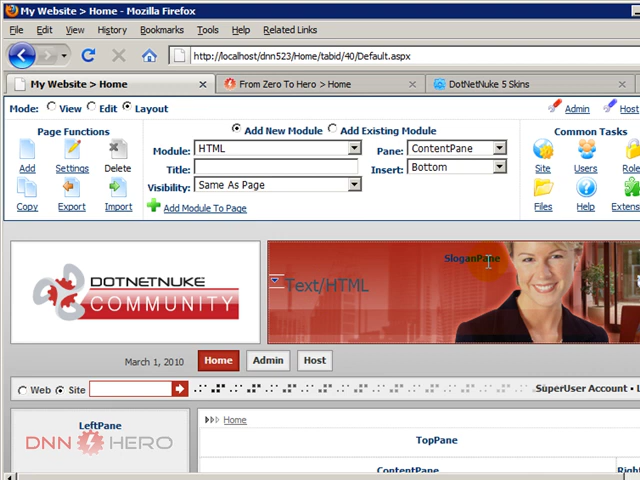 My Website > Home - Mozilla Firefox
File Edit View History Bookmarks Tools Help Related Links
http://localhost/dnn523/Home/tabid/40/Default.aspx
My Website > Home From Zero To Hero > Home DotNetNuke 5 Skins
Mode: View Edit Layout Admin Host
Page Functions Add New Module Add Existing Module Common Tasks
Module: HTML Pane: ContentPane
Add Settings Delete Title: Insert: Bottom Site Users Role
Visibility: Same As Page
Copy Export Import Add Module To Page Files Help Extens
SloganPane
DOTNETNUKE
COMMUNITY
Text/HTML
March 1, 2010 Home Admin Host
Web Site SuperUser Account • L
LeftPane Home
DNN HERO TopPane
ContentPane Right